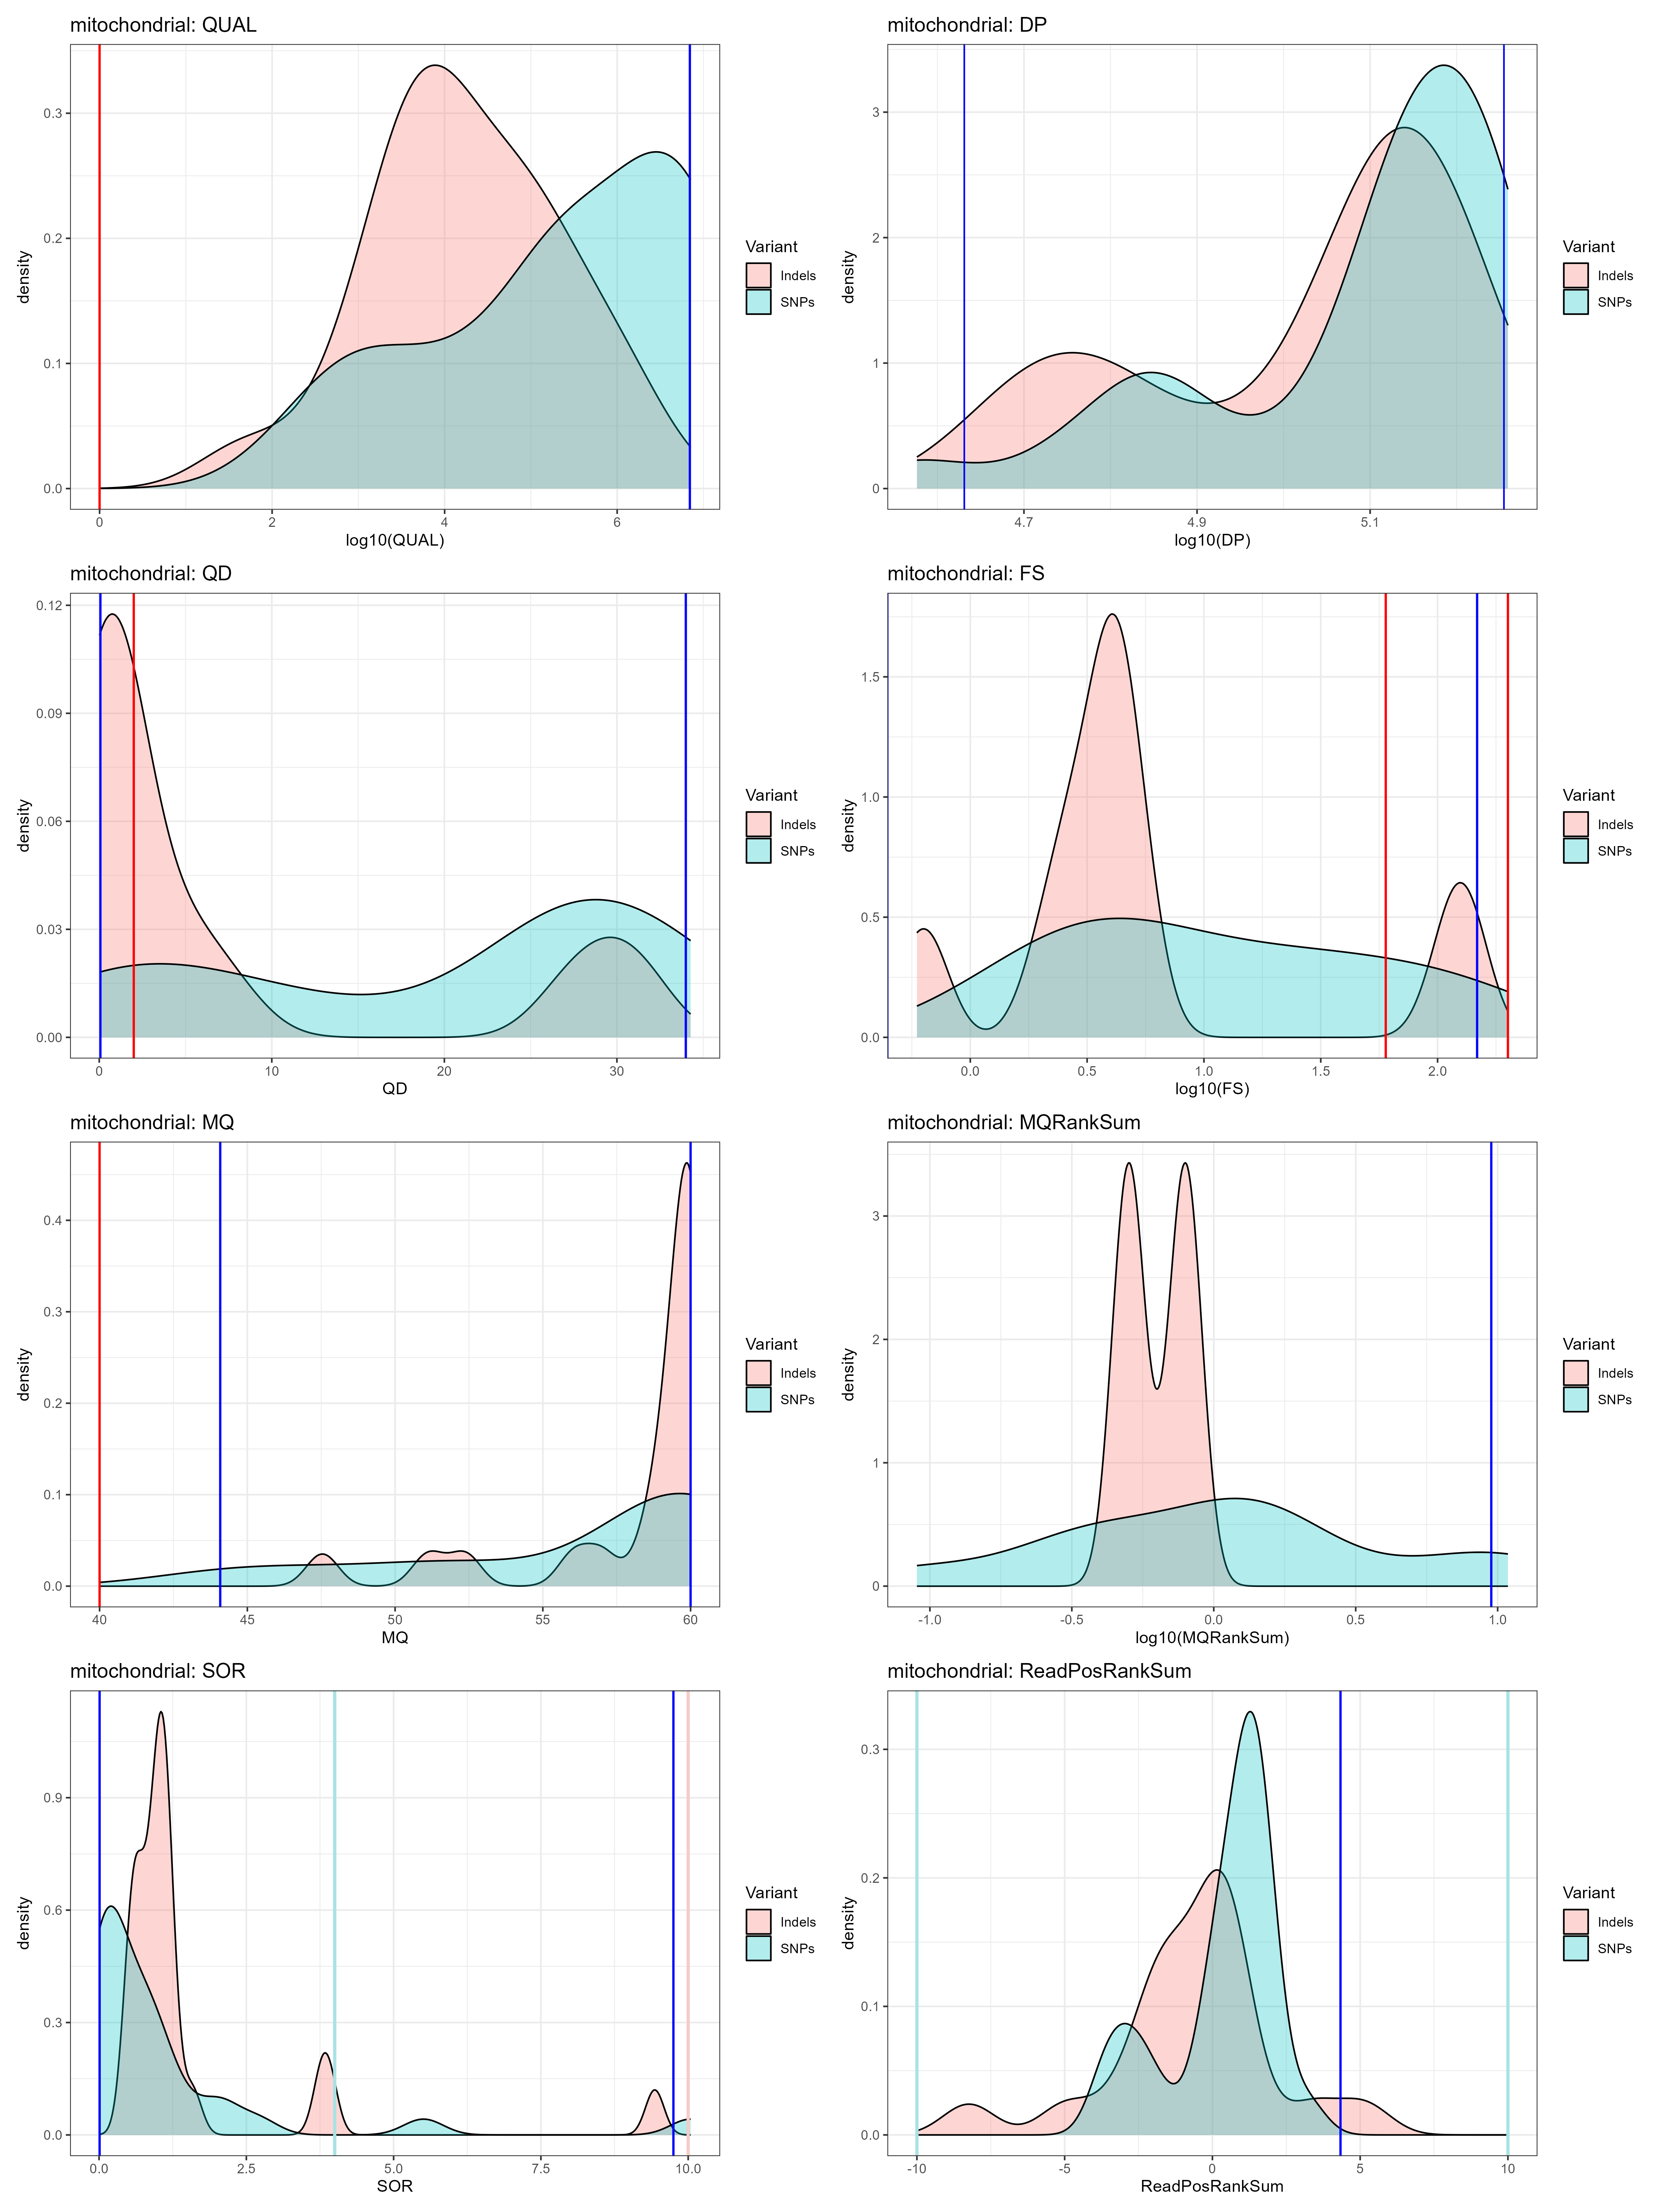 mitochondrial: QUAL
density
0.3
0.2
0.1
0.0
0 2 4 6
log10(QUAL)
Variant
Indels
SNPs
mitochondrial: DP
density
3
2
1
0
4.7 4.9 5.1
log10(DP)
Variant
Indels
SNPs
mitochondrial: QD
density
0.12
0.09
0.06
0.03
0.00
0 10 20 30
QD
Variant
Indels
SNPs
mitochondrial: FS
density
1.5
1.0
0.5
0.0
0.0 0.5 1.0 1.5 2.0
log10(FS)
Variant
Indels
SNPs
mitochondrial: MQ
density
0.4
0.3
0.2
0.1
0.0
40 45 50 55 60
MQ
Variant
Indels
SNPs
mitochondrial: MQRankSum
density
3
2
1
0
-1.0 -0.5 0.0 0.5 1.0
log10(MQRankSum)
Variant
Indels
SNPs
mitochondrial: SOR
density
0.9
0.6
0.3
0.0
0.0 2.5 5.0 7.5 10.0
SOR
Variant
Indels
SNPs
mitochondrial: ReadPosRankSum
density
0.3
0.2
0.1
0.0
-10 -5 0 5 10
ReadPosRankSum
Variant
Indels
SNPs